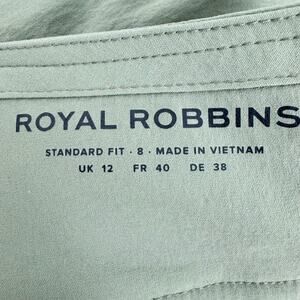 ROYAL ROBBINS
STANDARD FIT · 8 · MADE IN VIETNAM
UK 12 FR 40 DE 38